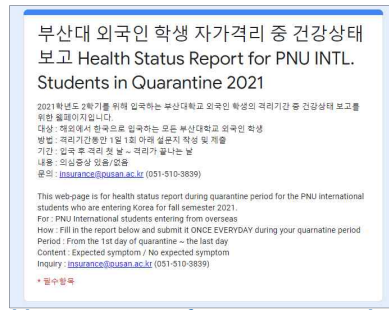 부산대 외국인 학생 자가격리 중 건강상태
보고 Health Status Report for PNU INTL.
Students in Quarantine 2021
2021학년도 2학기를 위해 입국하는 부산대학교 외국인 학생의 격리기간 중 건강상태 보고를
위한 웹페이지입니다.
대상 : 해외에서 한국으로 입국하는 모든 부산대학교 외국인 학생
방법 : 격리기간동안 1일 1회 아래 설문지 작성 및 제출
기간 : 입국 후 격리 첫 날 ~ 격리가 끝나는 날
내용 : 의심증상 있음/없음
문의 : insurance@pusan.ac.kr (051-510-3839)
This web-page is for health status report during quarantine period for the PNU international
students who are entering Korea for fall semester 2021.
For : PNU International students entering from overseas
How : Fill in the report below and submit it ONCE EVERYDAY during your quarnatine period
Period : From the 1st day of quarantine ~ the last day
Content : Expected symptom / No expected symptom
Inquiry : insurance@pusan.ac.kr (051-510-3839)
* 필수항목